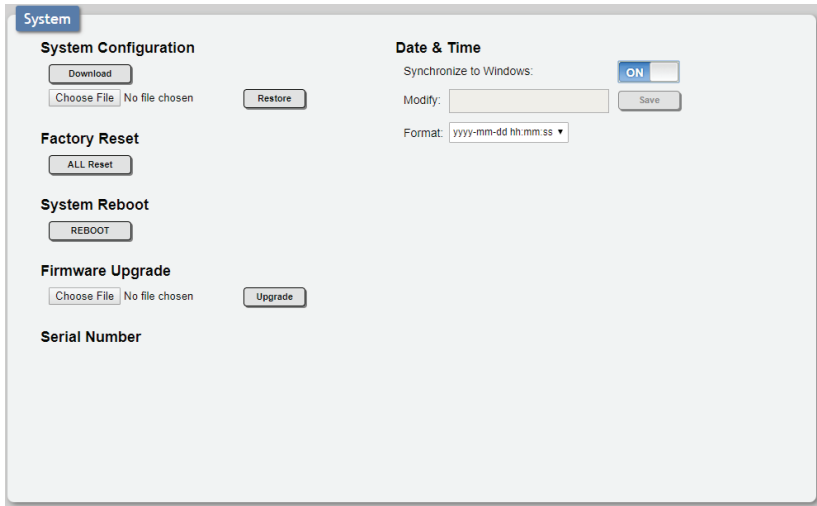 System
System Configuration
Download
Choose File No file chosen Restore
Factory Reset
ALL Reset
System Reboot
REBOOT
Firmware Upgrade
Choose File No file chosen Upgrade
Serial Number
Date & Time
Synchronize to Windows: ON
Modify: Save
Format: yyyy-mm-dd hh:mm:ss